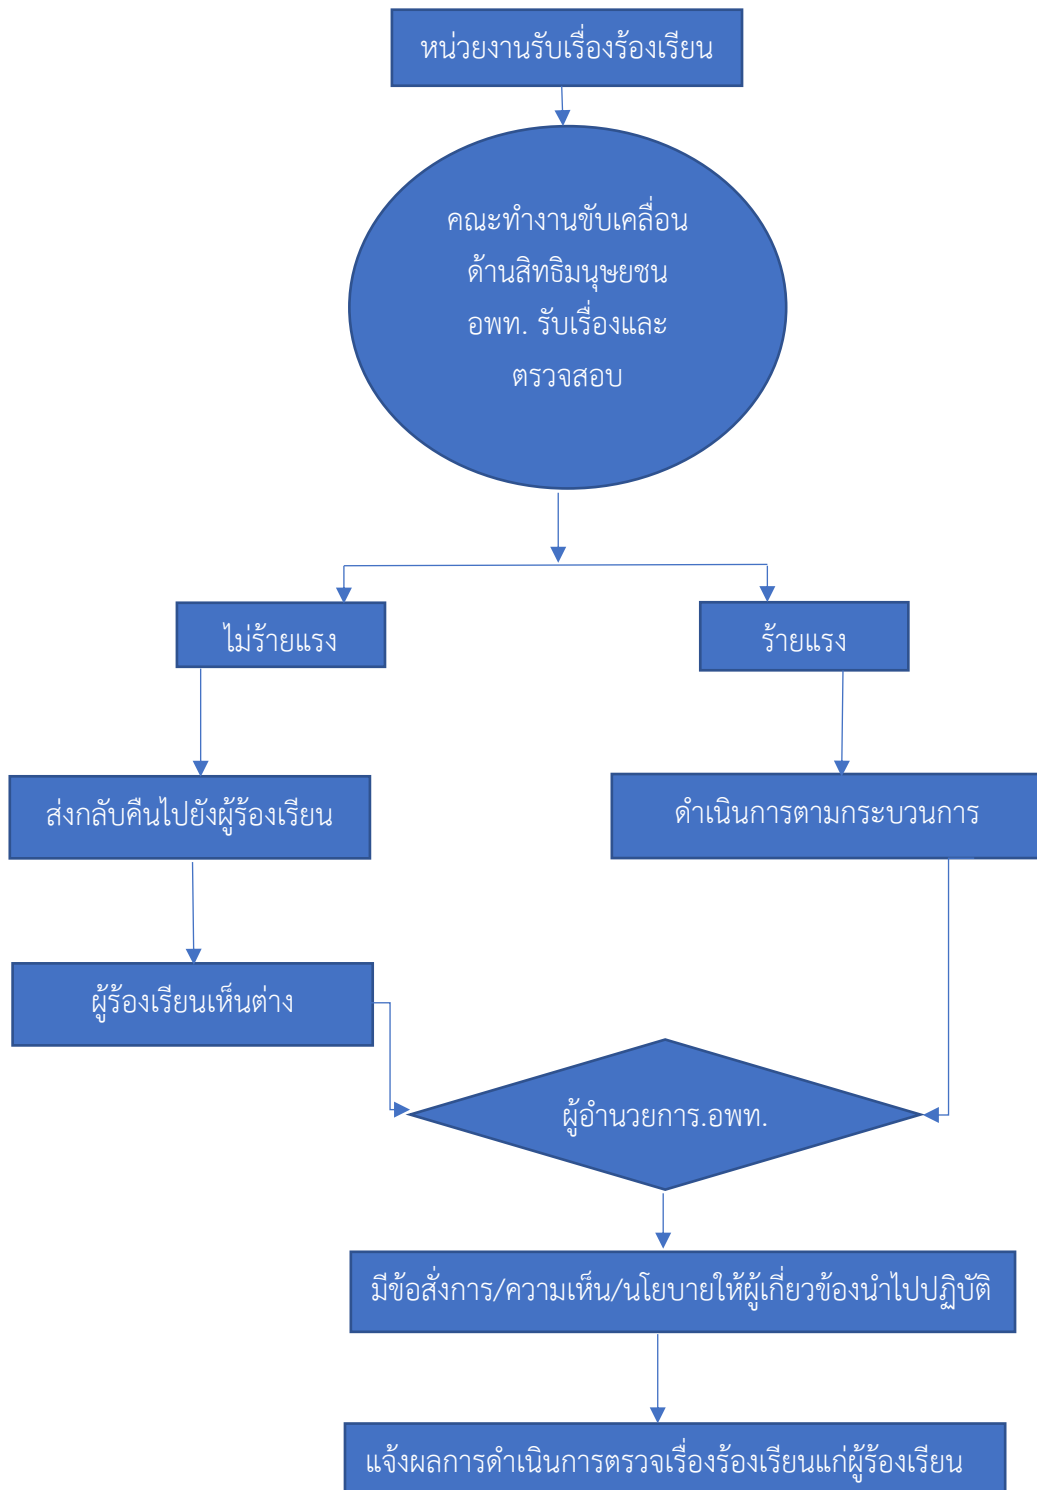 หน่วยงานรับเรื่องร้องเรียน
คณะทำงานขับเคลื่อน
ด้านสิทธิมนุษยชน
อพท. รับเรื่องและ
ตรวจสอบ
ไม่ร้ายแรง
ร้ายแรง
ส่งกลับคืนไปยังผู้ร้องเรียน
ดำเนินการตามกระบวนการ
ผู้ร้องเรียนเห็นต่าง
ผู้อำนวยการ.อพท.
มีข้อสั่งการ/ความเห็น/นโยบายให้ผู้เกี่ยวข้องนำไปปฏิบัติ
แจ้งผลการดำเนินการตรวจเรื่องร้องเรียนแก่ผู้ร้องเรียน